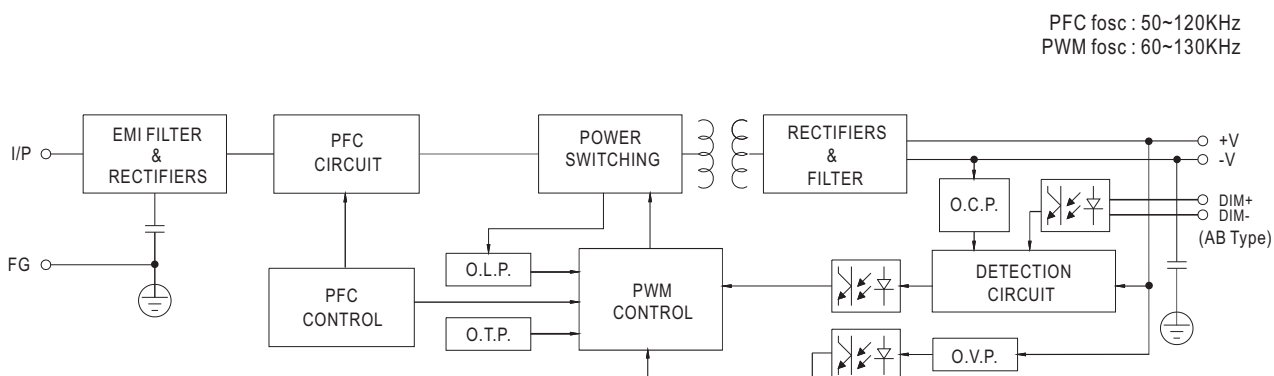 PFC fosc : 50~120KHz
PWM fosc : 60~130KHz
I/P
EMI FILTER
&
RECTIFIERS
PFC
CIRCUIT
POWER
SWITCHING
RECTIFIERS
&
FILTER
+V
-V
O.C.P.
DIM+
DIM-
(AB Type)
FG
O.L.P.
PFC
CONTROL
PWM
CONTROL
DETECTION
CIRCUIT
O.T.P.
O.V.P.